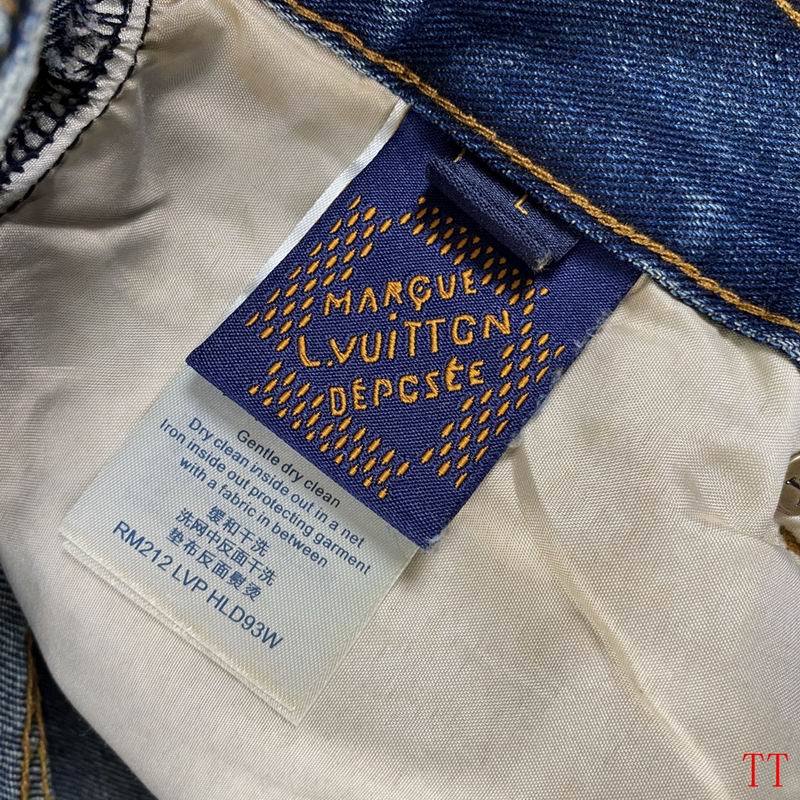 L
MARQUE
L.VUITTON
DÉPOSÉE
Gentle dry clean
Dry clean inside out in a net
Iron inside out protecting garment
with a fabric in between
缓和干洗
洗网中反面干洗
垫布反面熨烫
RM212 LVP HLD93W
TT